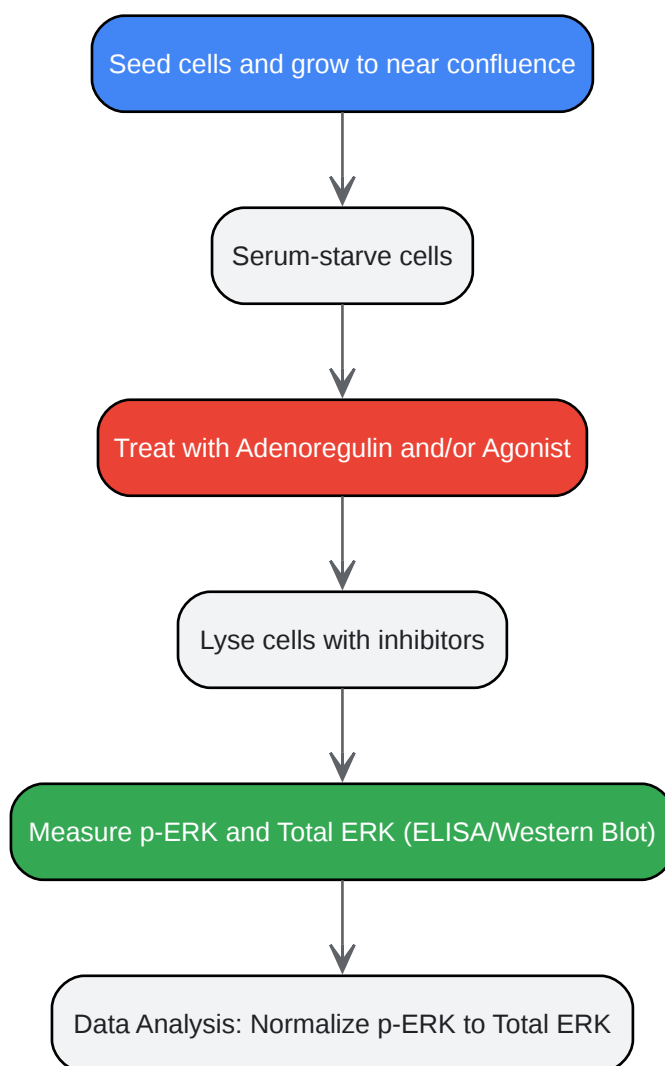 Seed cells and grow to near confluence
Serum-starve cells
Treat with Adenoregulin and/or Agonist
Lyse cells with inhibitors
Measure p-ERK and Total ERK (ELISA/Western Blot)
Data Analysis: Normalize p-ERK to Total ERK